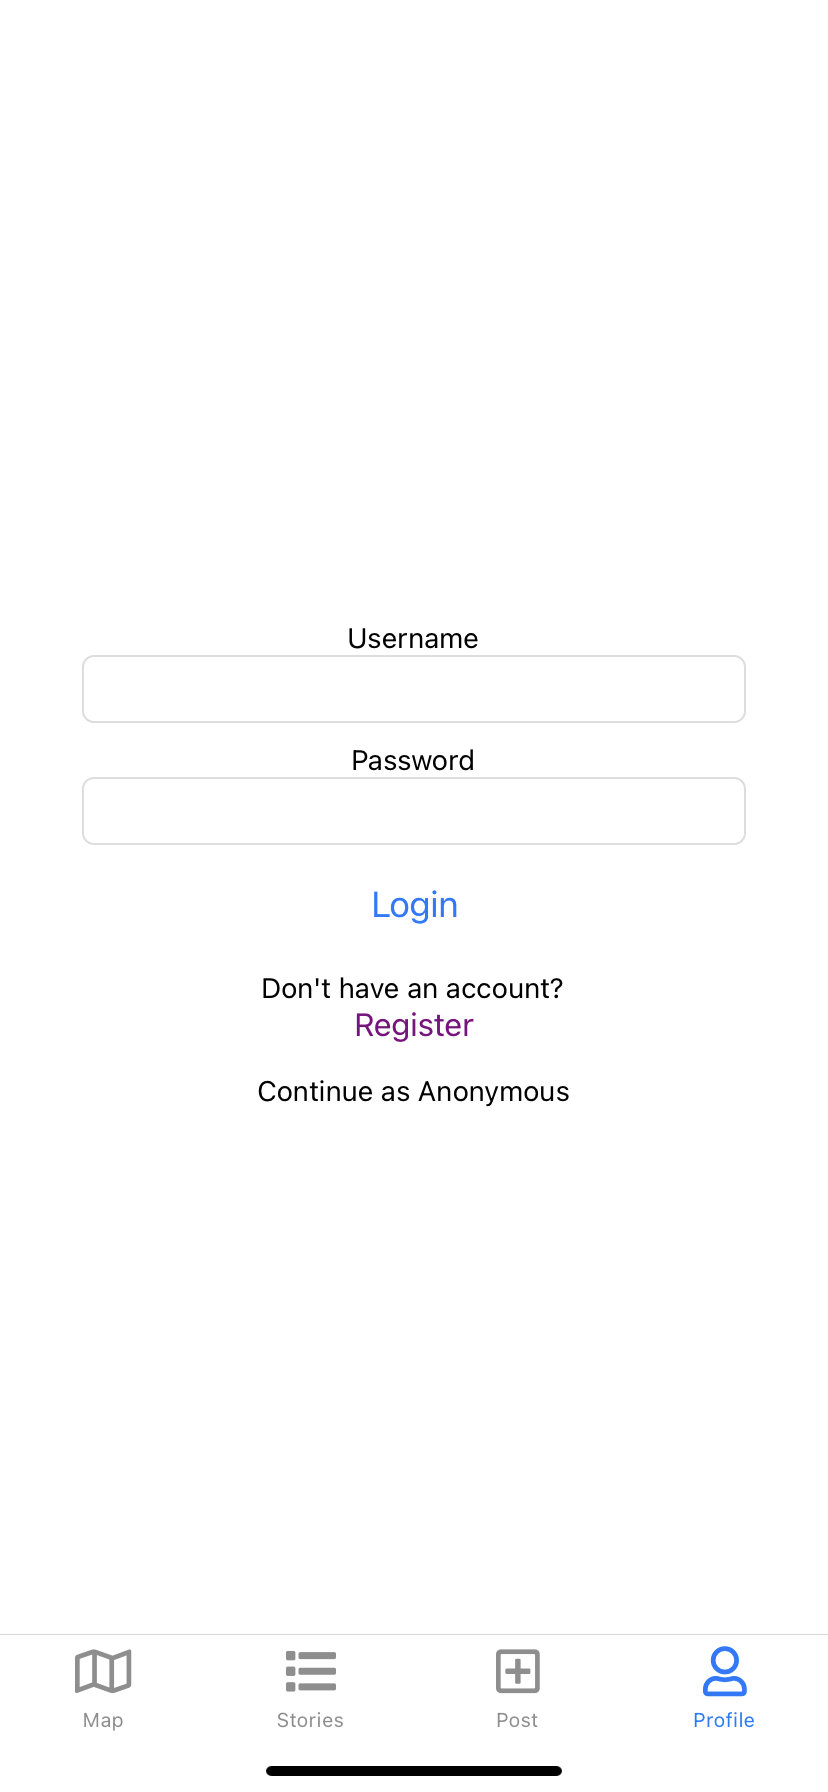 Username
Password
Login
Don't have an account?
Register
Continue as Anonymous
Map
Stories
Post
Profile